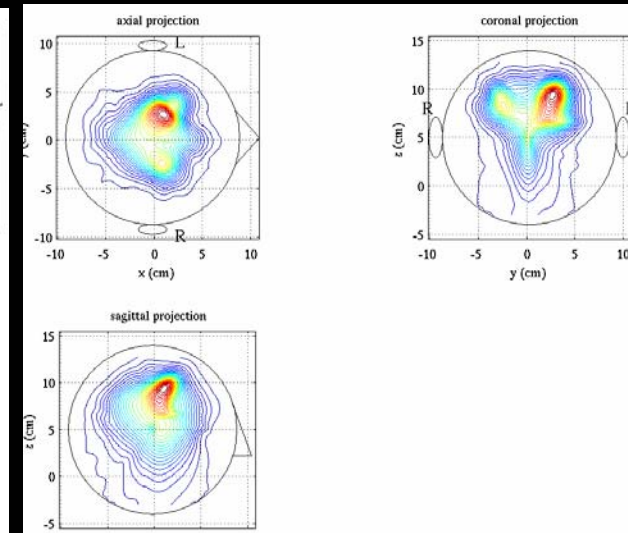 axial projection
L
10
5
0
-5
-10
R
-10 -5 0 5 10
x (cm)
coronal projection
15
10
R
5
z (cm)
0
-5
-10 -5 0 5 10
y (cm)
sagittal projection
15
10
5
z (cm)
0
-5